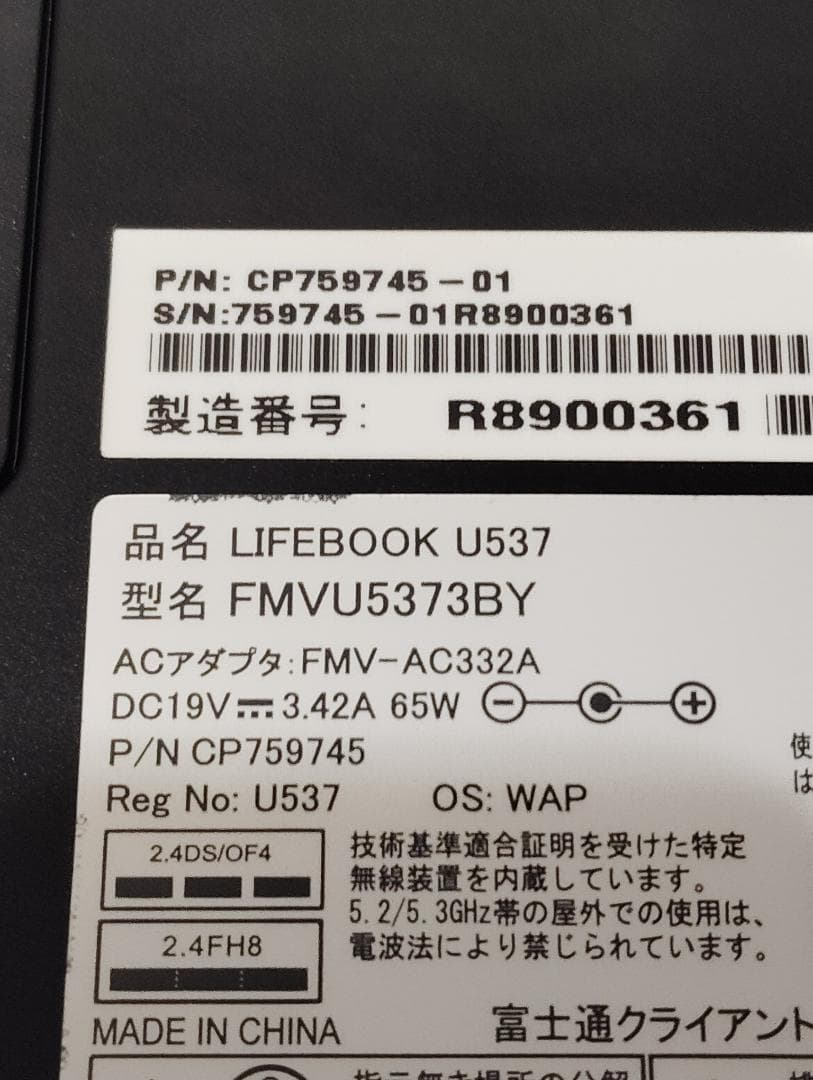 P/N: CP759745-01
S/N:759745-01R8900361
製造番号: R8900361
品名 LIFEBOOK U537
型名 FMVU5373BY
ACアダプタ:FMV-AC332A
DC19V⎓3.42A 65W
P/N CP759745
使
は
Reg No: U537 OS: WAP
2.4DS/OF4
技術基準適合証明を受けた特定
無線装置を内蔵しています。
5.2/5.3GHz帯の屋外での使用は、
電波法により禁じられています。
2.4FH8
MADE IN CHINA
富士通クライアント